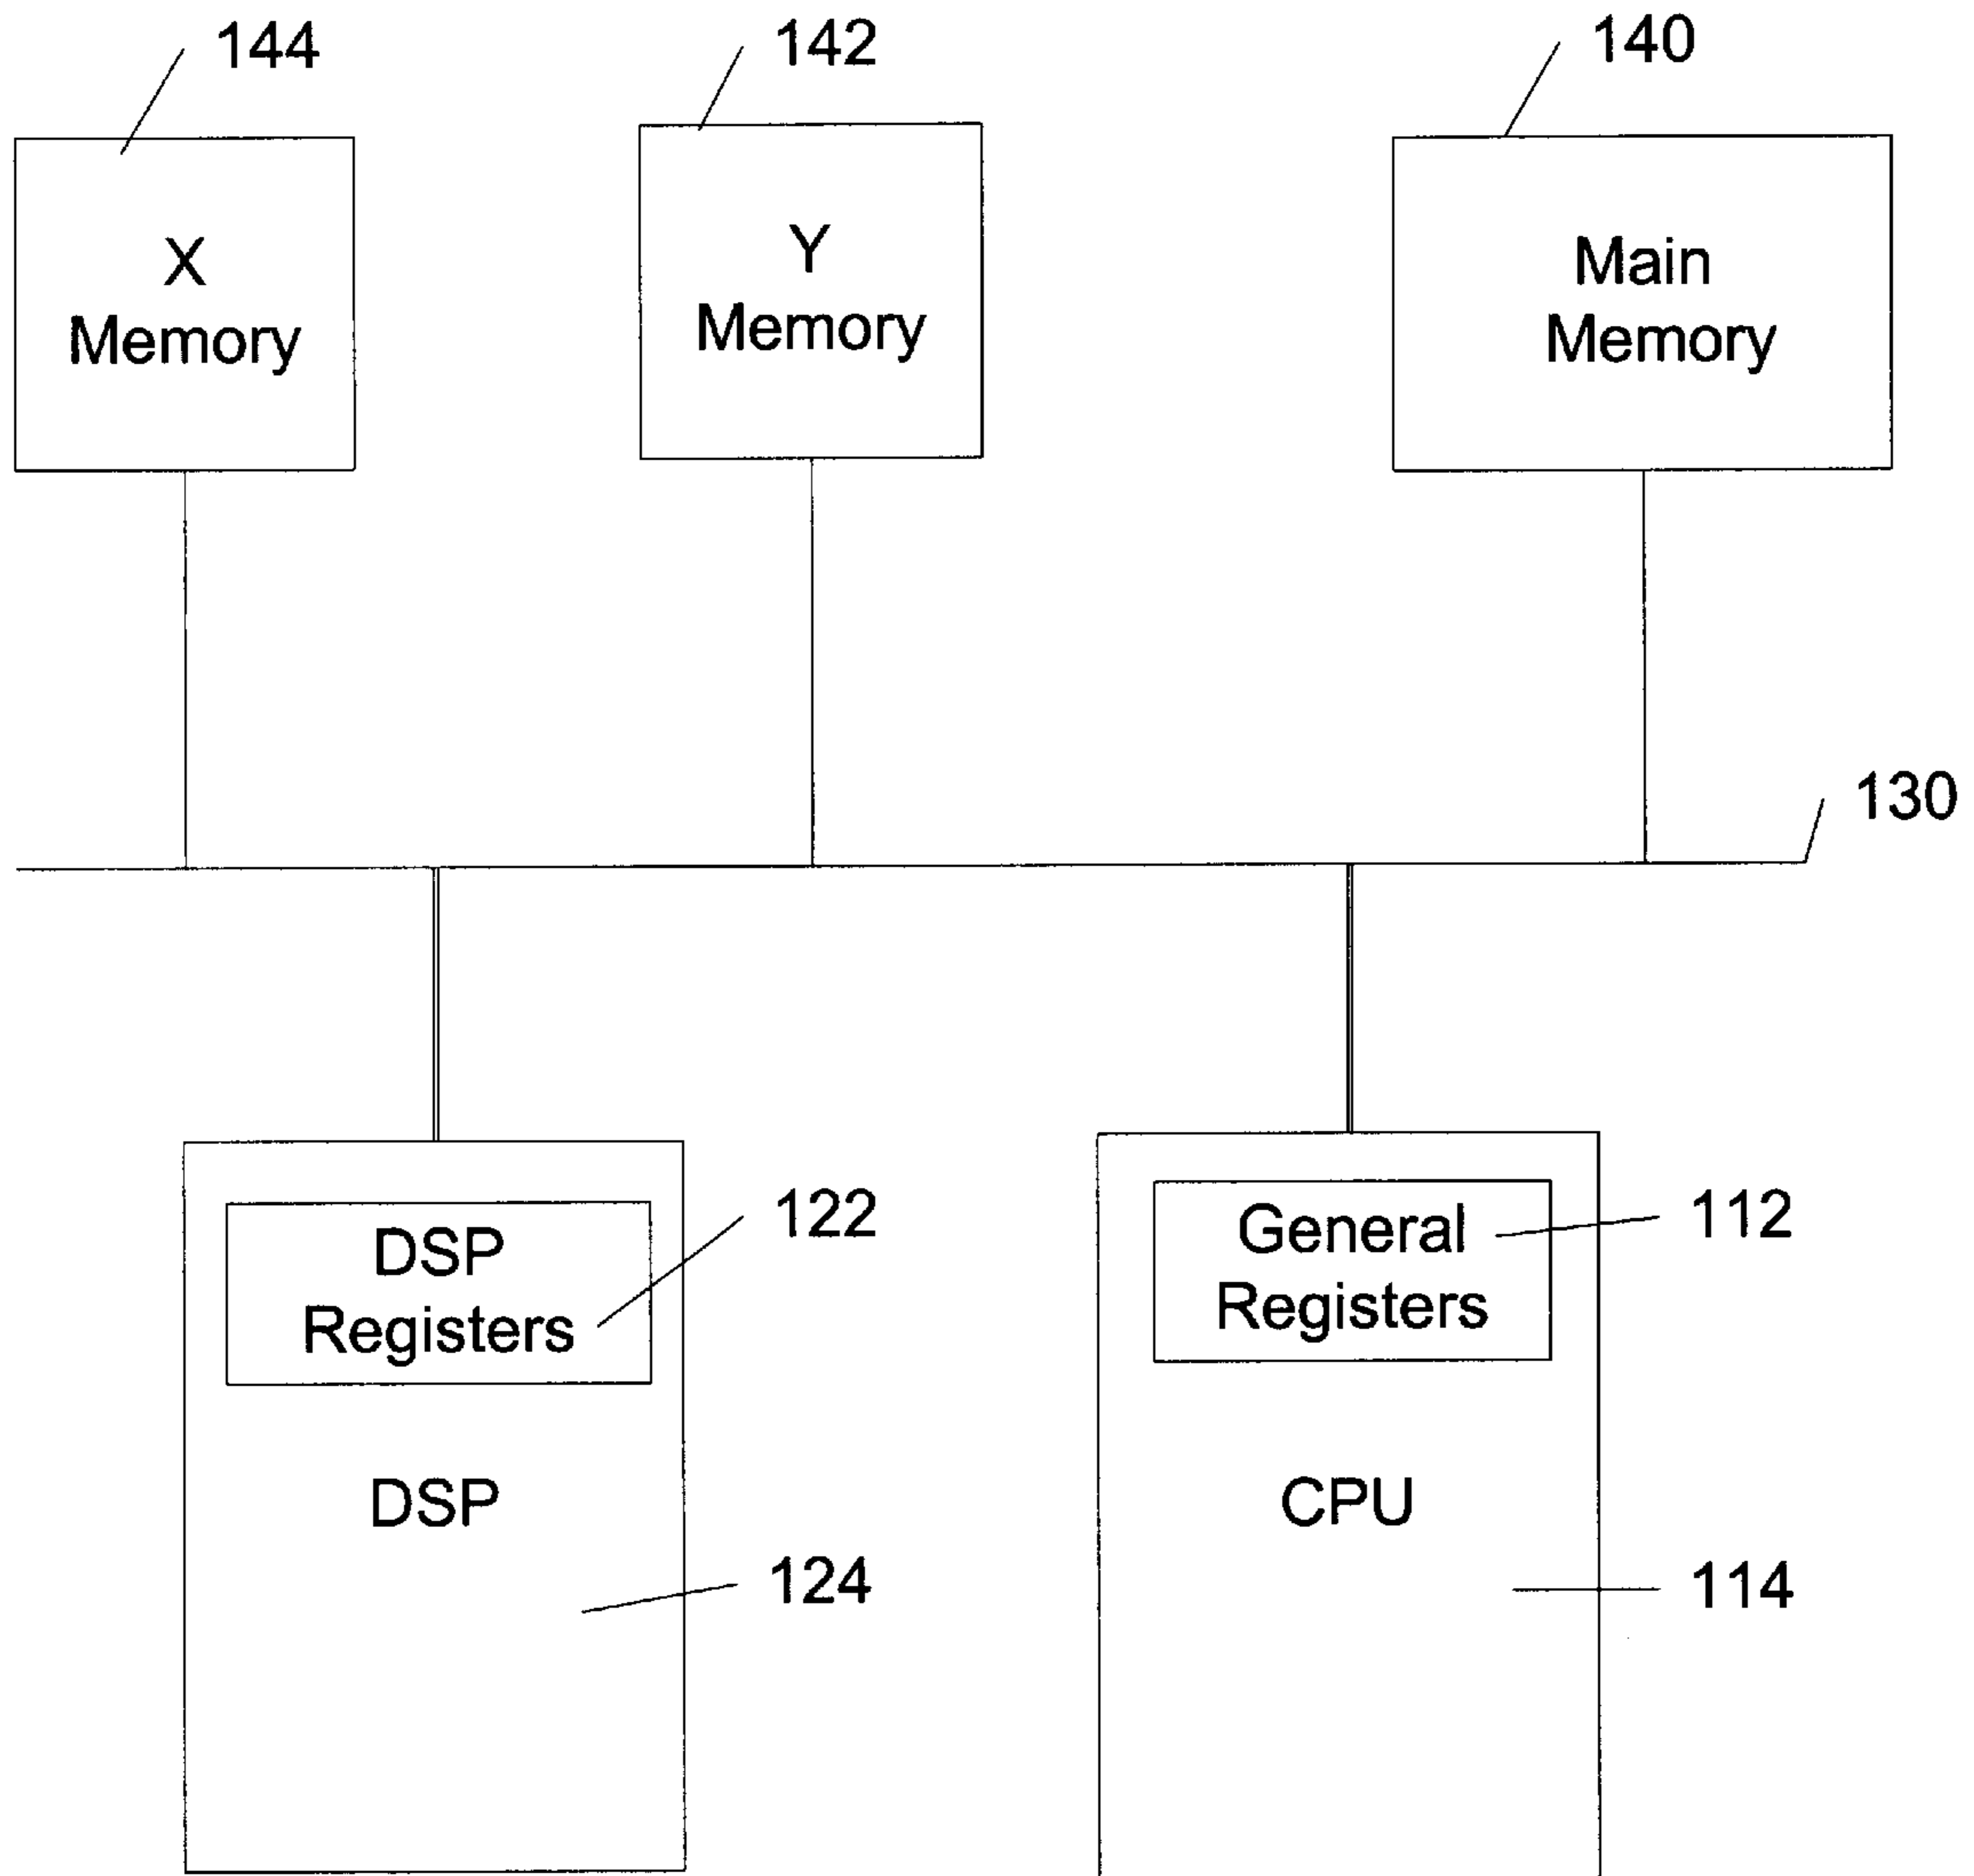 144
142
140
X
Memory
Y
Memory
Main
Memory
130
DSP
Registers
122
General
Registers
112
DSP
CPU
124
114